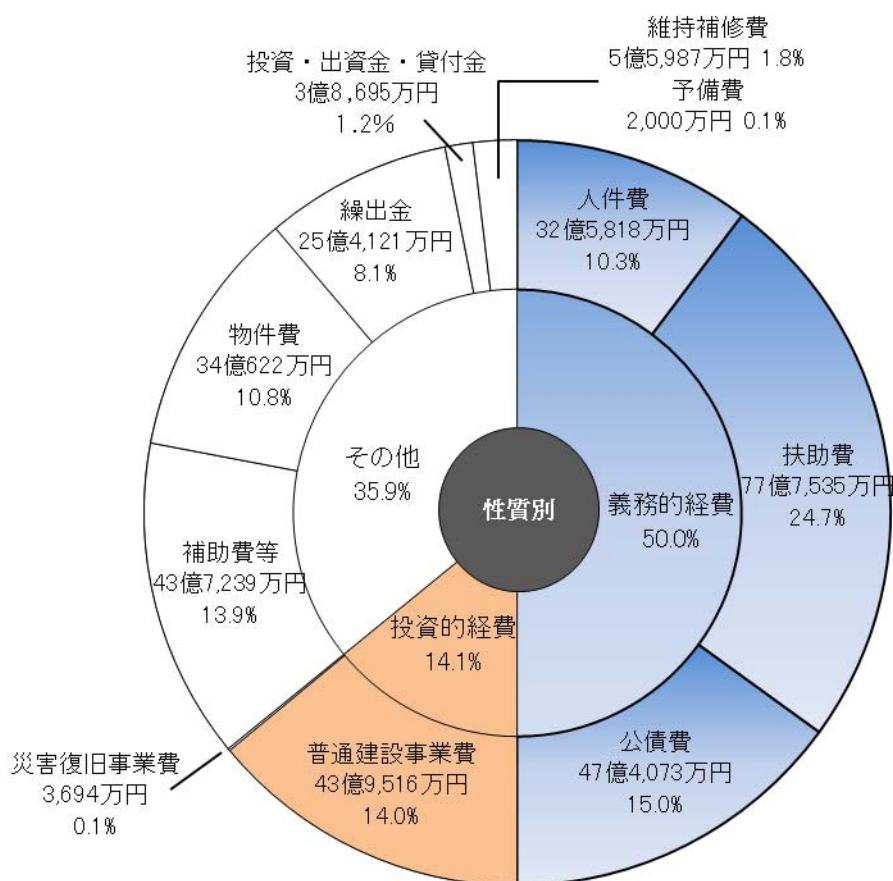 維持補修費
5億5,987万円 1.8%
予備費
2,000万円 0.1%
投資・出資金・貸付金
3億8,695万円
1.2%
人件費
32億5,818万円
10.3%
繰出金
25億4,121万円
8.1%
物件費
34億622万円
10.8%
その他
35.9%
性質別
義務的経費
50.0%
扶助費
77億7,535万円
24.7%
補助費等
43億7,239万円
13.9%
投資的経費
14.1%
公債費
47億4,073万円
15.0%
普通建設事業費
43億9,516万円
14.0%
災害復旧事業費
3,694万円
0.1%